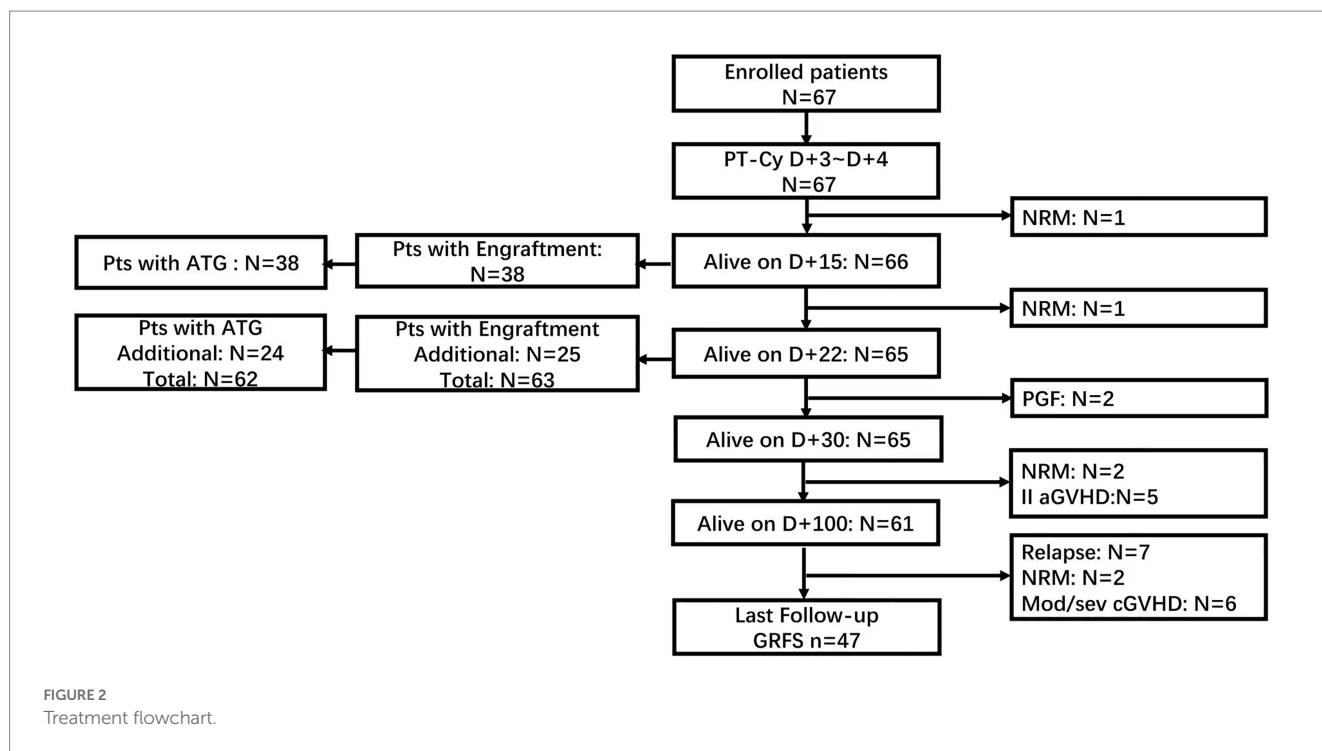 Enrolled patients
N=67
PT-Cy D+3~D+4
N=67
NRM: N=1
Pts with ATG : N=38
Pts with Engraftment:
N=38
Alive on D+15: N=66
NRM: N=1
Pts with ATG
Additional: N=24
Total: N=62
Pts with Engraftment
Additional: N=25
Total: N=63
Alive on D+22: N=65
PGF: N=2
Alive on D+30: N=65
NRM: N=2
II aGVHD:N=5
Alive on D+100: N=61
Relapse: N=7
NRM: N=2
Mod/sev cGVHD: N=6
Last Follow-up
GRFS n=47
FIGURE 2
Treatment flowchart.